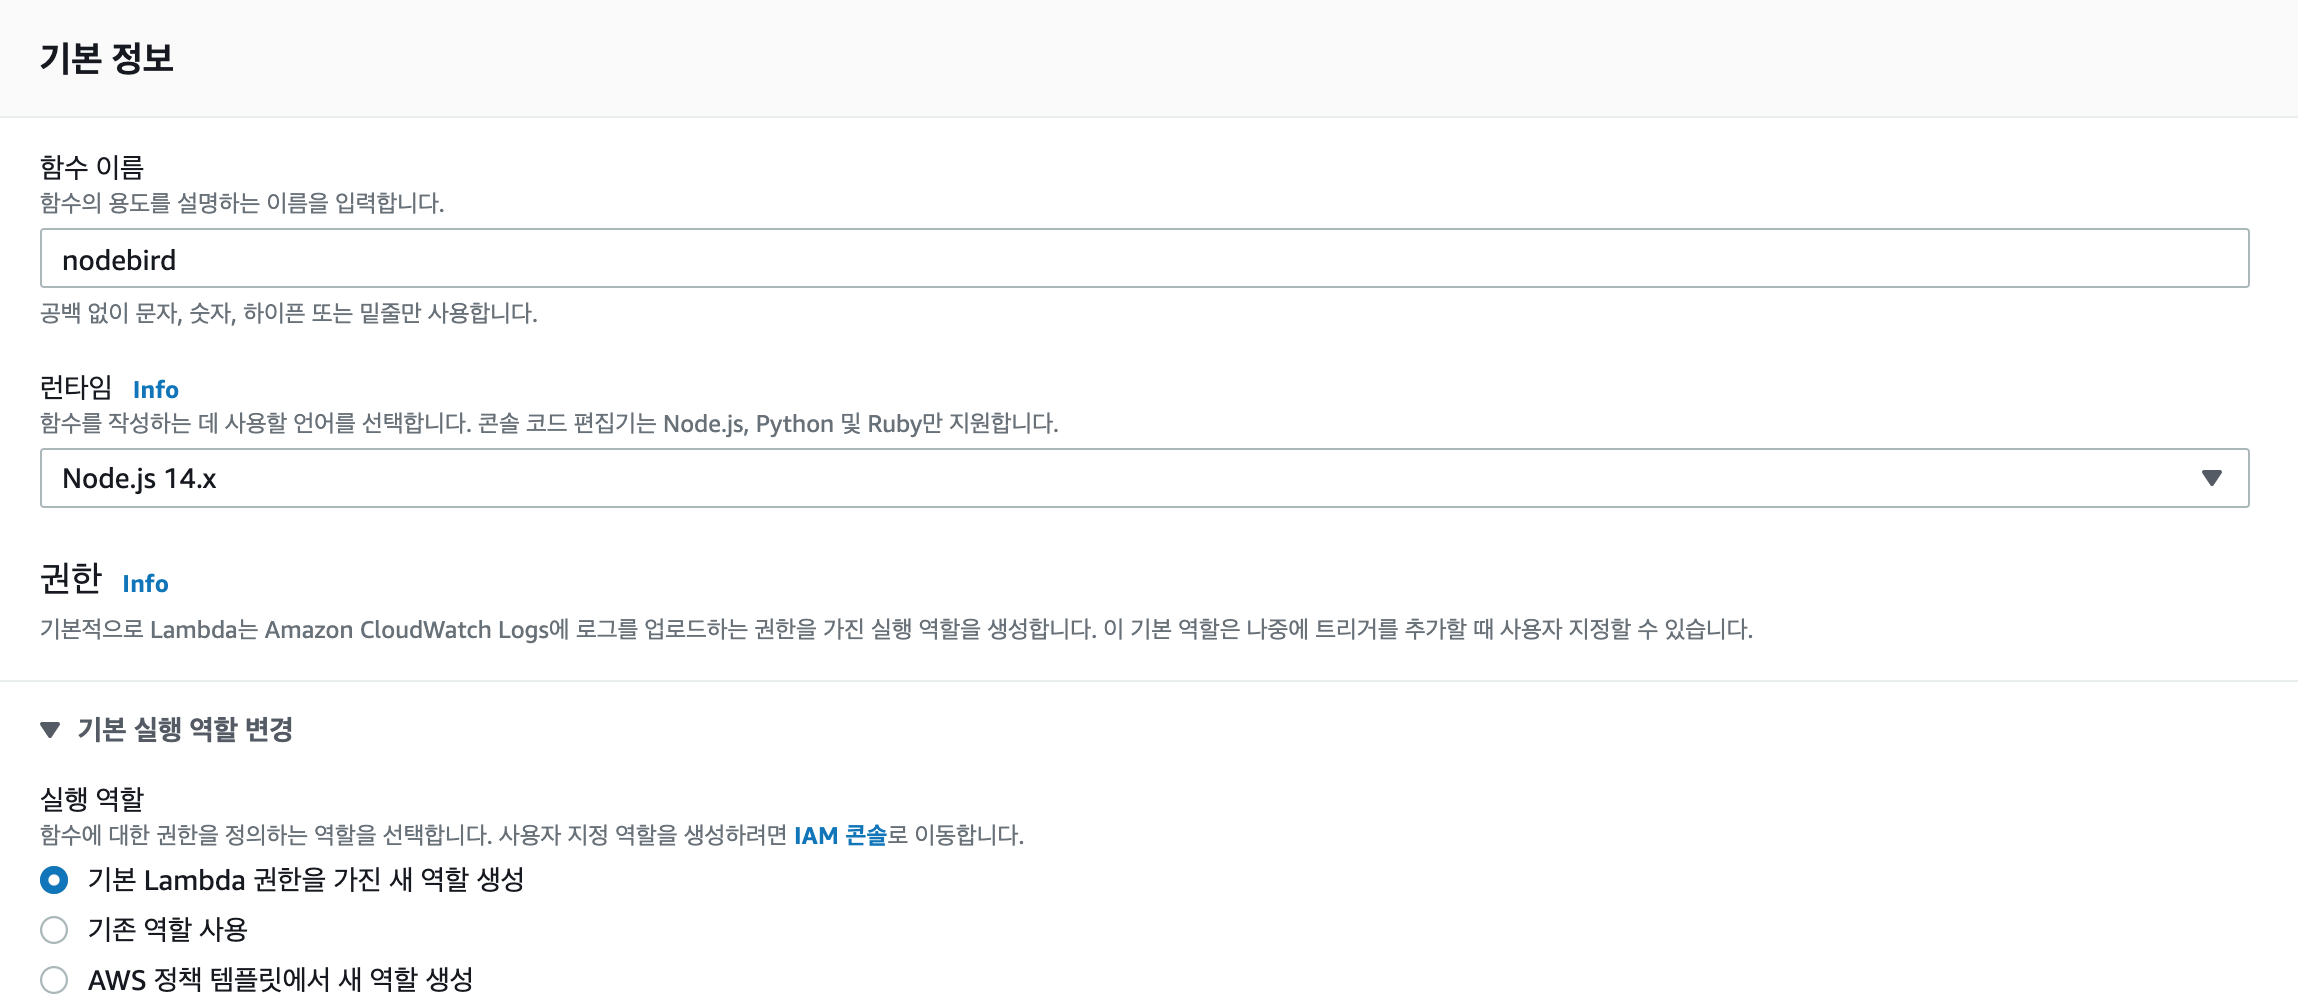 기본 정보
함수 이름
함수의 용도를 설명하는 이름을 입력합니다.
nodebird
공백 없이 문자, 숫자, 하이픈 또는 밑줄만 사용합니다.
런타임 Info
함수를 작성하는 데 사용할 언어를 선택합니다. 콘솔 코드 편집기는 Node.js, Python 및 Ruby만 지원합니다.
Node.js 14.x
권한 Info
기본적으로 Lambda는 Amazon CloudWatch Logs에 로그를 업로드하는 권한을 가진 실행 역할을 생성합니다. 이 기본 역할은 나중에 트리거를 추가할 때 사용자 지정할 수 있습니다.
기본 실행 역할 변경
실행 역할
함수에 대한 권한을 정의하는 역할을 선택합니다. 사용자 지정 역할을 생성하려면 IAM 콘솔로 이동합니다.
기본 Lambda 권한을 가진 새 역할 생성
기존 역할 사용
AWS 정책 템플릿에서 새 역할 생성